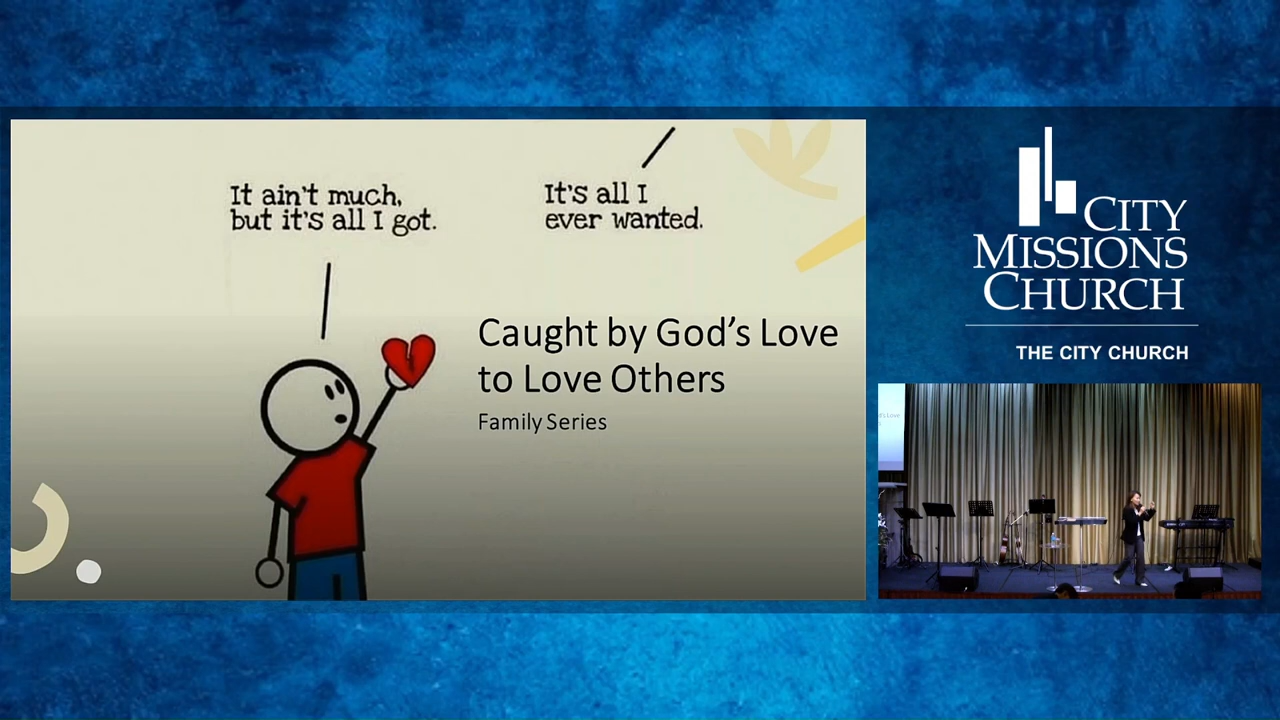 It ain't much,
but it's all I got.
It's all I
ever wanted.
Caught by God's Love
to Love Others
Family Series
CITY
MISSIONS
CHURCH
THE CITY CHURCH